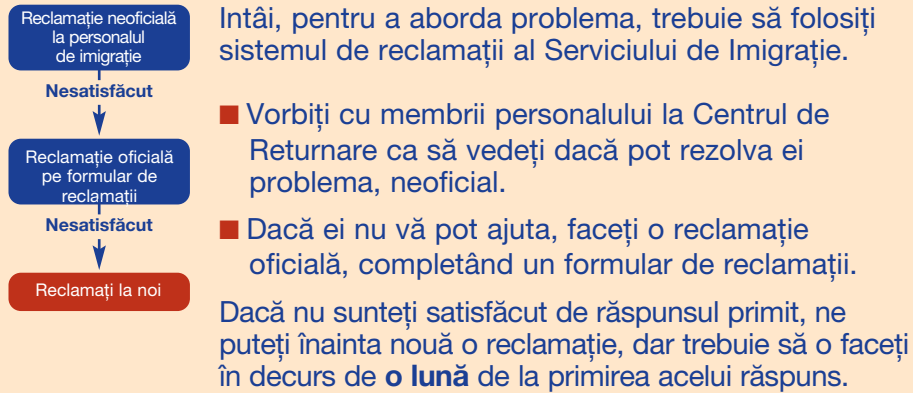 Reclamație neoficială
la personalul
de imigrație
Nesatisfăcut
Reclamație oficială
pe formular de
reclamații
Nesatisfăcut
Reclamați la noi
Intâi, pentru a aborda problema, trebuie să folosiți
sistemul de reclamații al Serviciului de Imigrație.
■ Vorbiți cu membrii personalului la Centrul de
Returnare ca să vedeți dacă pot rezolva ei
problema, neoficial.
■ Dacă ei nu vă pot ajuta, faceți o reclamație
oficială, completând un formular de reclamații.
Dacă nu sunteți satisfăcut de răspunsul primit, ne
puteți înainta nouă o reclamație, dar trebuie să o faceți
în decurs de o lună de la primirea acelui răspuns.